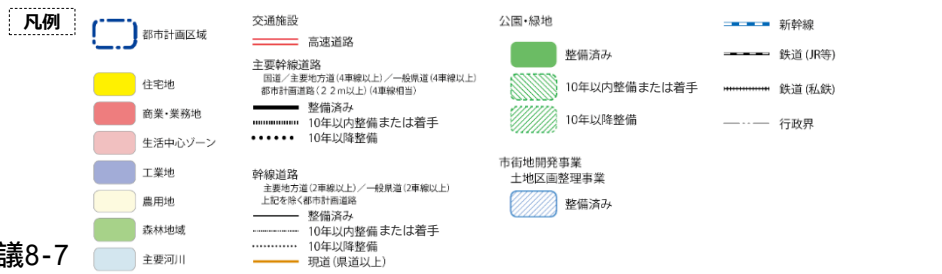 凡例
都市計画区域
住宅地
商業・業務地
生活中心ゾーン
工業地
農用地
森林地域
主要河川
議8-7
交通施設
高速道路
主要幹線道路
国道／主要地方道(4車線以上)／一般県道(4車線以上)
都市計画道路(22m以上)(4車線相当)
整備済み
10年以内整備または着手
10年以降整備
幹線道路
主要地方道(2車線以上)／一般県道(2車線以上)
上記を除く都市計画道路
整備済み
10年以内整備または着手
10年以降整備
現道(県道以上)
公園・緑地
整備済み
10年以内整備または着手
10年以降整備
市街地開発事業
土地区画整理事業
整備済み
新幹線
鉄道(JR等)
鉄道(私鉄)
行政界